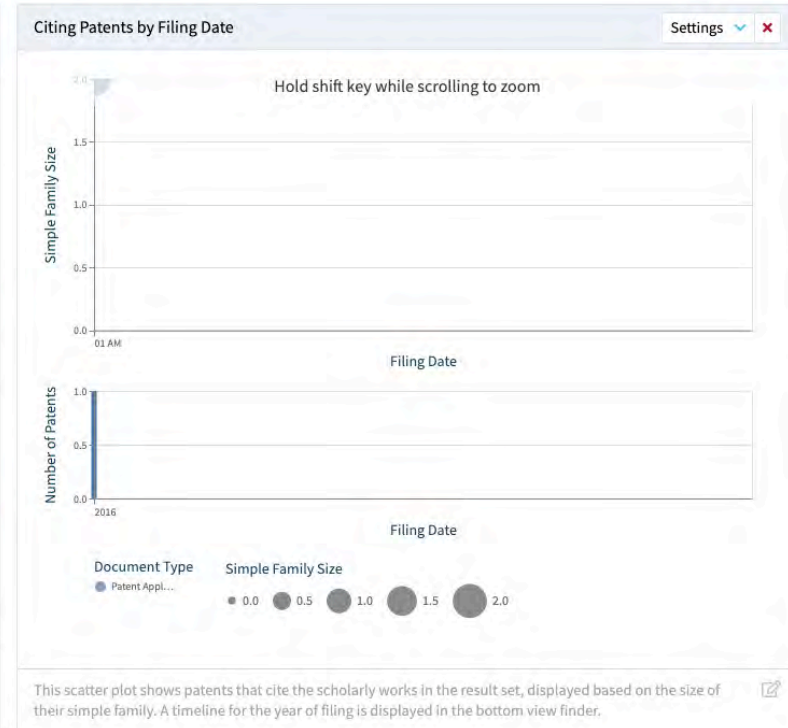 Citing Patents by Filing Date
Settings
Hold shift key while scrolling to zoom
2.0
1.5
1.0
0.5
0.0
Simple Family Size
01 AM
Filing Date
1.0
0.5
0.0
Number of Patents
2016
Filing Date
Document Type
Patent Appl...
Simple Family Size
0.0 0.5 1.0 1.5 2.0
This scatter plot shows patents that cite the scholarly works in the result set, displayed based on the size of
their simple family. A timeline for the year of filing is displayed in the bottom view finder.